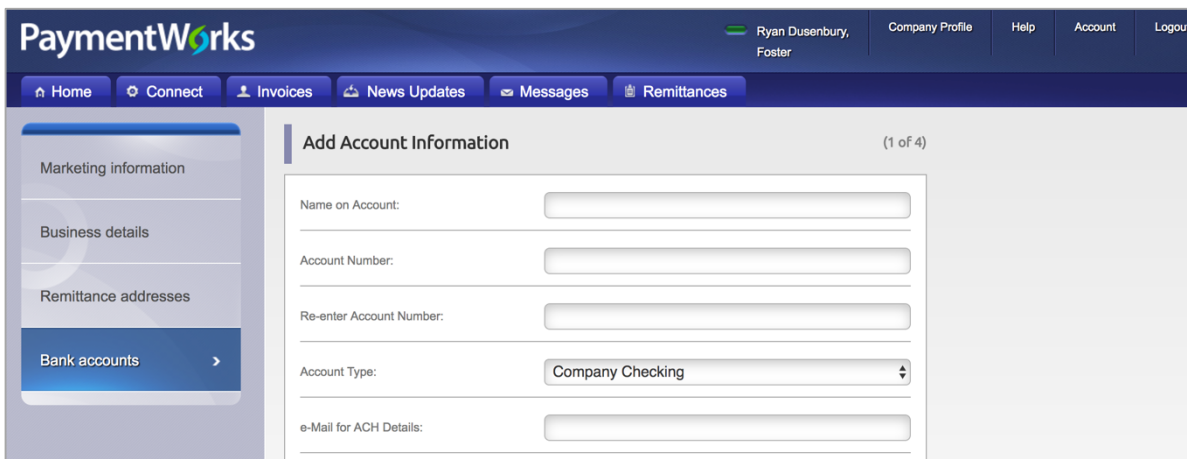 PaymentWorks
Ryan Dusenbury,
Foster
Company Profile
Help
Account
Logou
Home
Connect
Invoices
News Updates
Messages
Remittances
Marketing information
Business details
Remittance addresses
Bank accounts
Add Account Information
(1 of 4)
Name on Account:
Account Number:
Re-enter Account Number:
Account Type:
Company Checking
e-Mail for ACH Details: